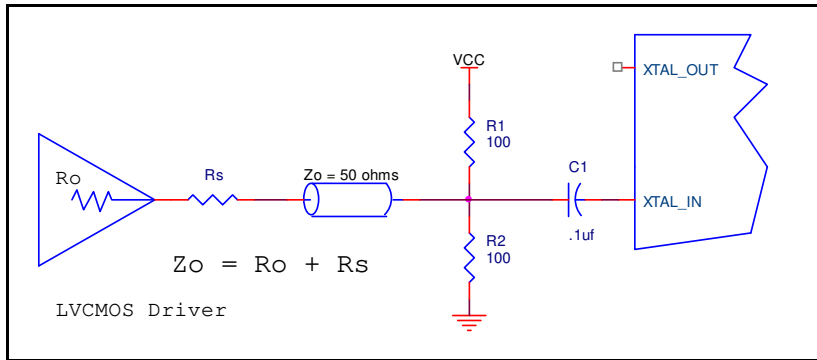 VCC
XTAL_OUT
R1
100
Ro
Rs
Zo = 50 ohms
C1
XTAL_IN
.1uf
R2
100
Zo = Ro + Rs
LVCMOS Driver